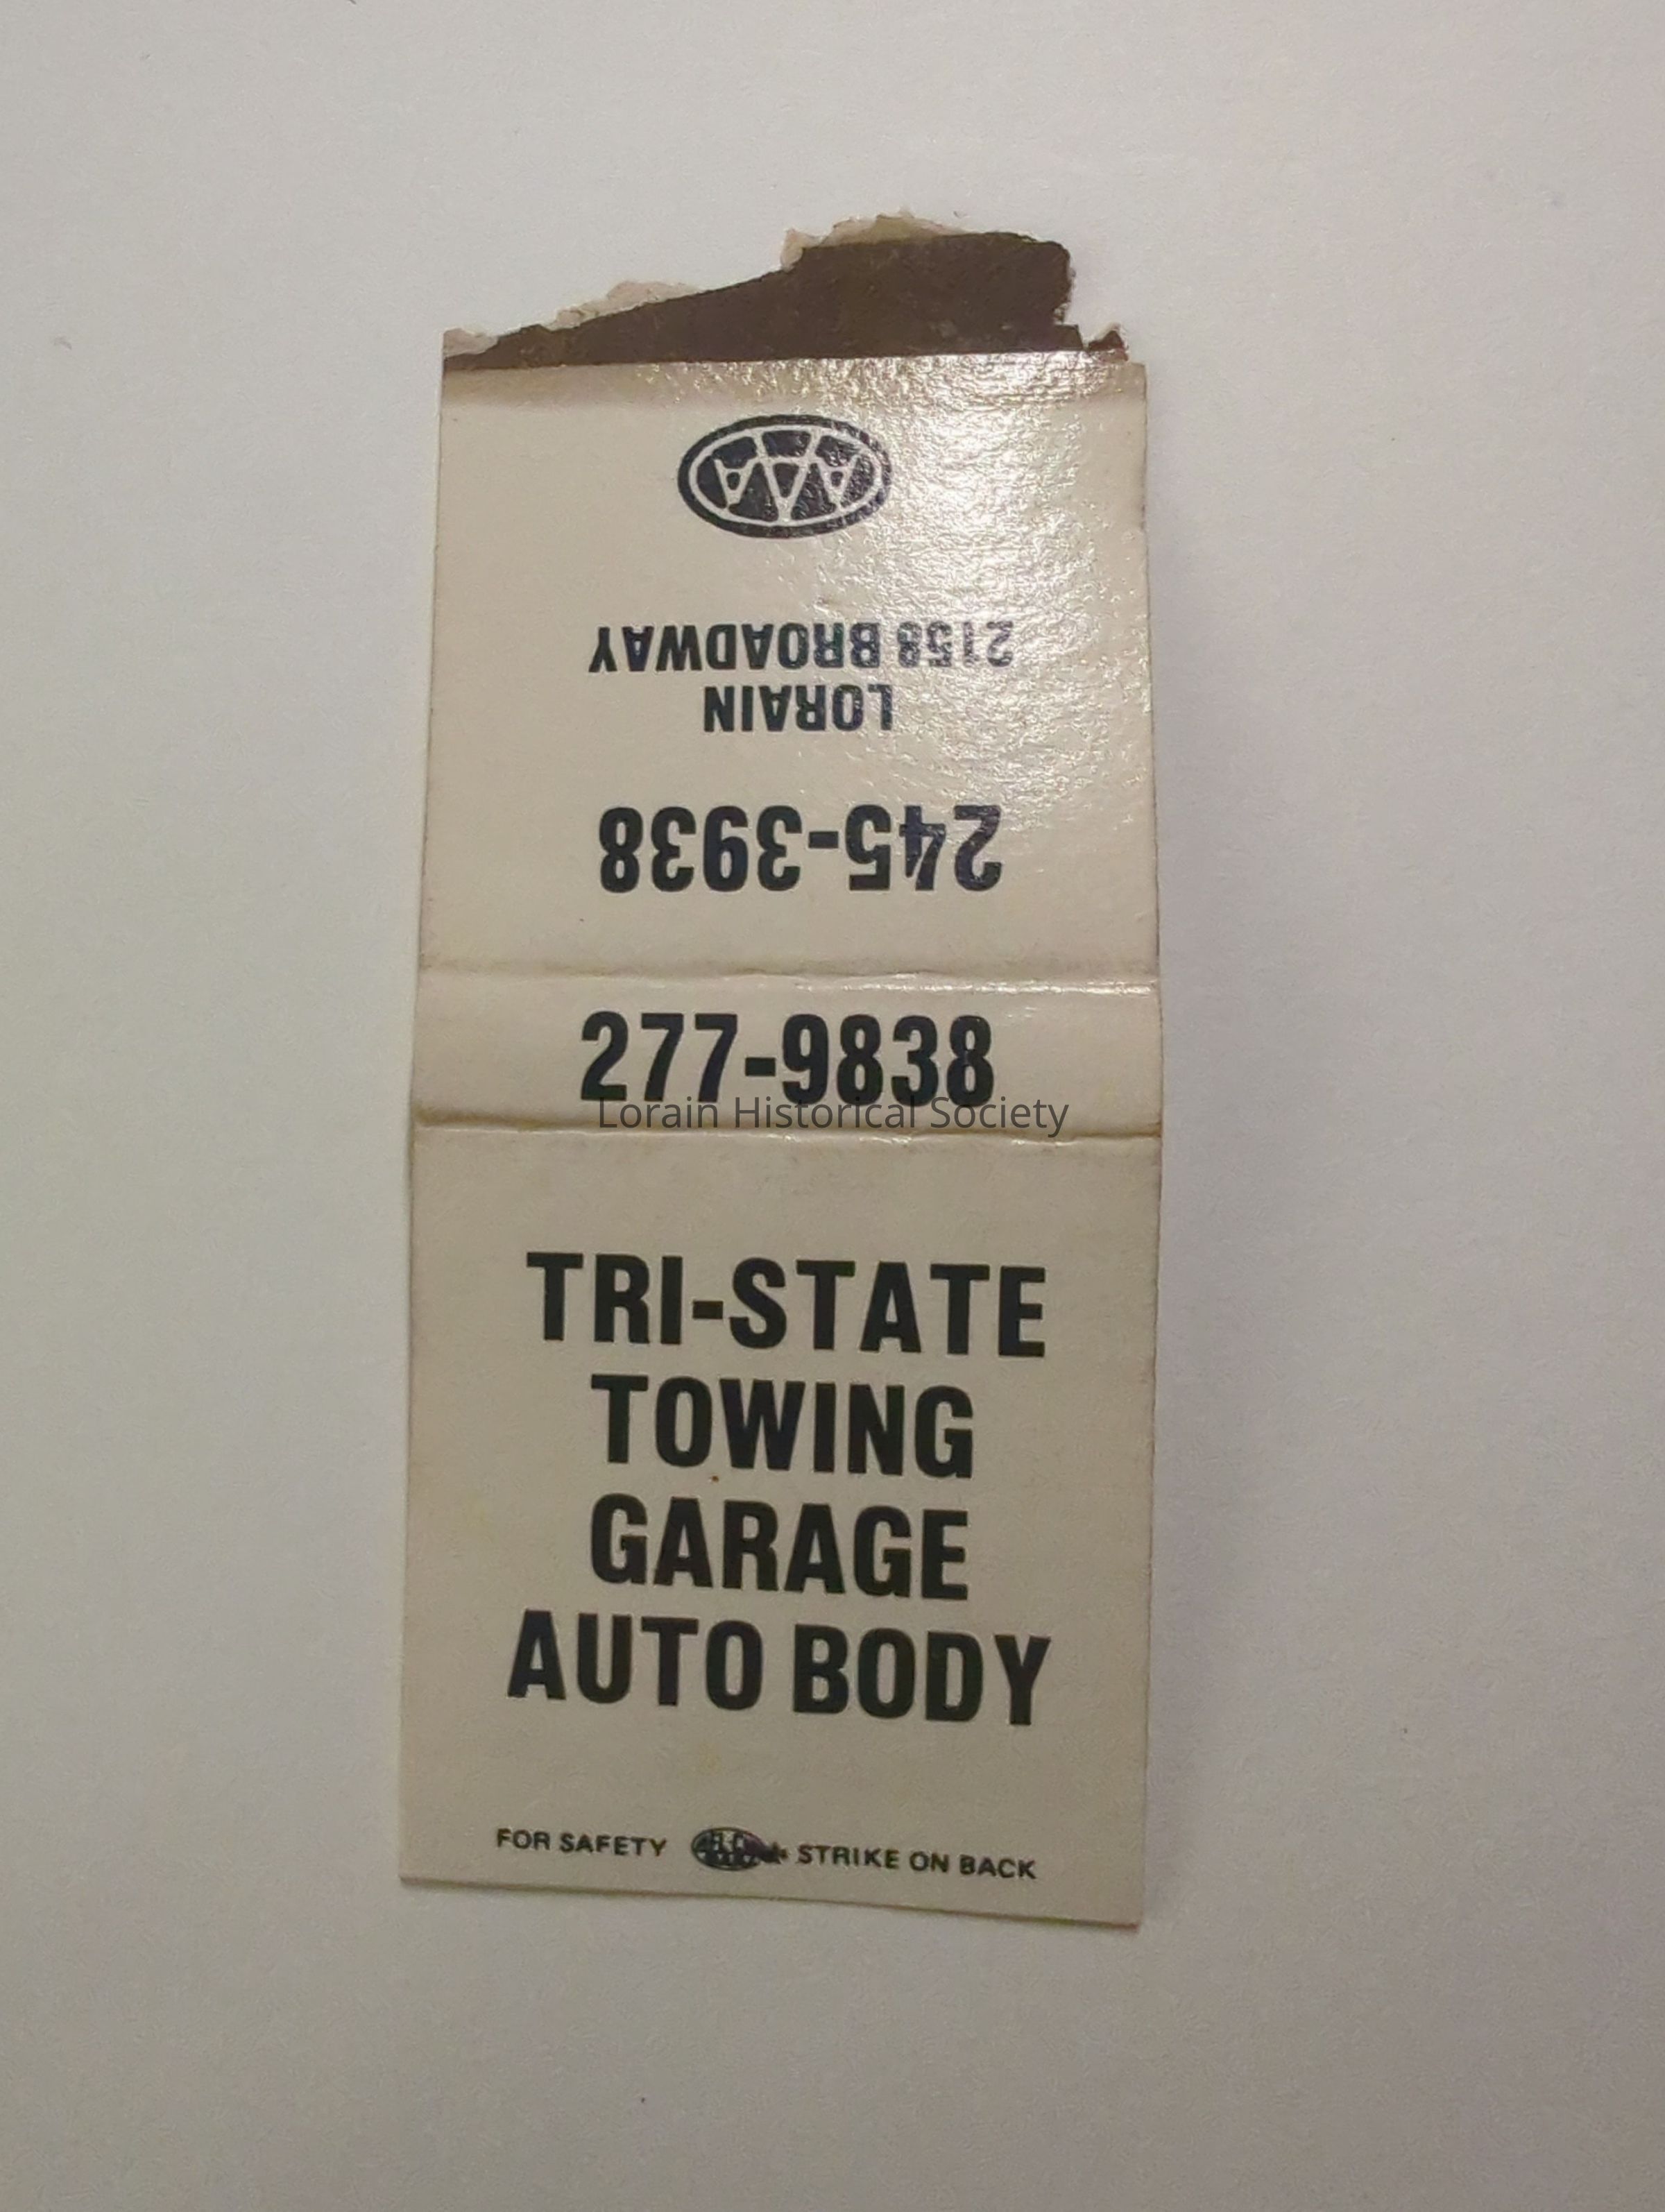 AAA
245-3938
LORAIN
2158 BROADWAY
277-9838
Lorain Historical Society
TRI-STATE
TOWING
GARAGE
AUTO BODY
FOR SAFETY STRIKE ON BACK